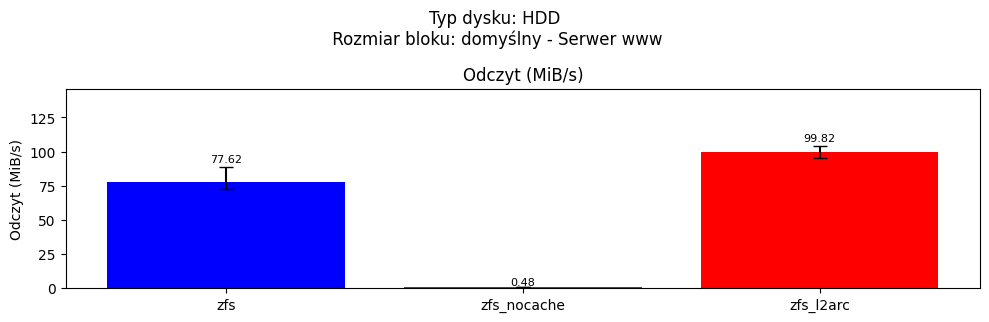 Typ dysku: HDD
Rozmiar bloku: domyślny - Serwer www
Odczyt (MiB/s)
Odczyt (MiB/s)
125
100
75
50
25
0
77.62
0.48
99.82
zfs
zfs_nocache
zfs_l2arc